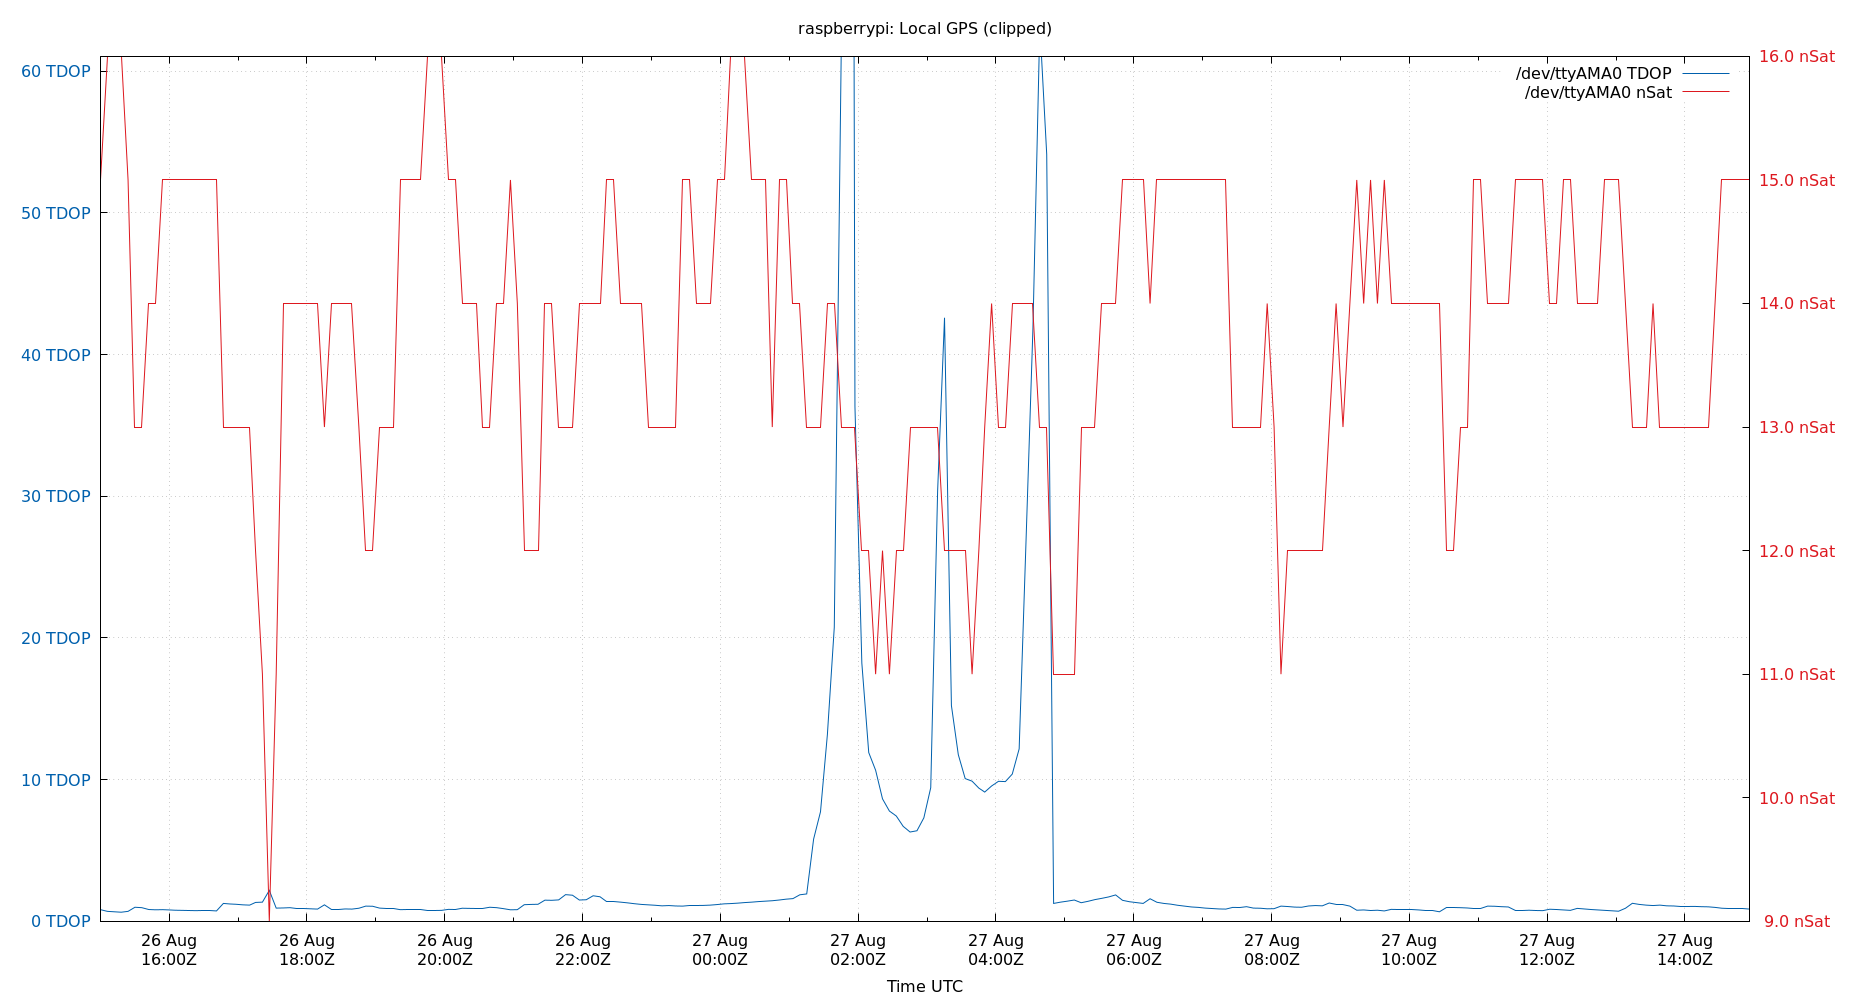 raspberrypi: Local GPS (clipped)
60 TDOP
50 TDOP
40 TDOP
30 TDOP
20 TDOP
10 TDOP
0 TDOP
16.0 nSat
15.0 nSat
14.0 nSat
13.0 nSat
12.0 nSat
11.0 nSat
10.0 nSat
9.0 nSat
/dev/ttyAMA0 TDOP
/dev/ttyAMA0 nSat
26 Aug
16:00Z
26 Aug
18:00Z
26 Aug
20:00Z
26 Aug
22:00Z
27 Aug
00:00Z
27 Aug
02:00Z
27 Aug
04:00Z
27 Aug
06:00Z
27 Aug
08:00Z
27 Aug
10:00Z
27 Aug
12:00Z
27 Aug
14:00Z
Time UTC